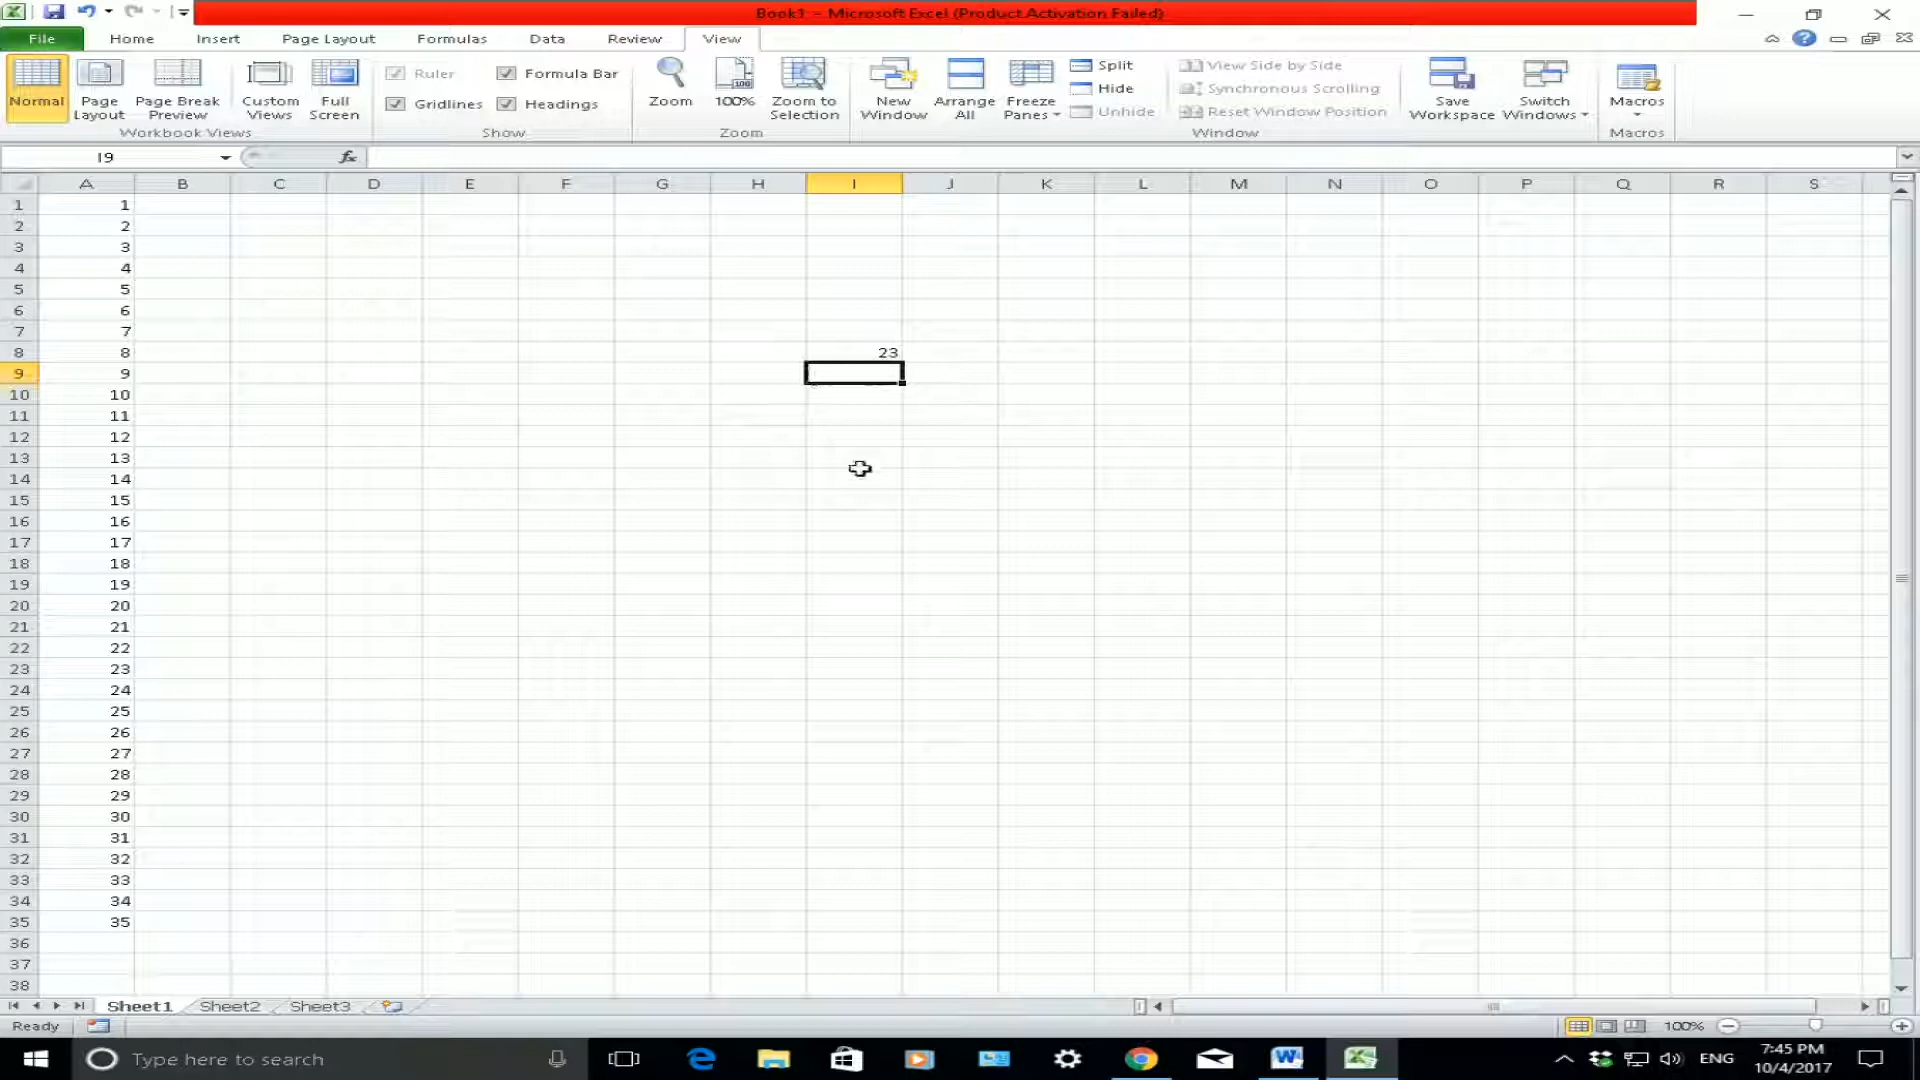 Book1 - Microsoft Excel (Product Activation Failed)
File Home Insert Page Layout Formulas Data Review View
Normal
Page Layout
Page Break Preview
Custom Views
Full Screen
Workbook Views
Ruler
Formula Bar
Gridlines
Headings
Show
Zoom
100%
Zoom to Selection
Zoom
New Window
Arrange All
Freeze Panes
Split
Hide
Unhide
View Side by Side
Synchronous Scrolling
Reset Window Position
Window
Save Workspace
Switch Windows
Macros
Macros
I9 fx
A B C D E F G H I J K L M N O P Q R S
1 1
2 2
3 3
4 4
5 5
6 6
7 7
8 8 23
9 9
10 10
11 11
12 12
13 13
14 14
15 15
16 16
17 17
18 18
19 19
20 20
21 21
22 22
23 23
24 24
25 25
26 26
27 27
28 28
29 29
30 30
31 31
32 32
33 33
34 34
35 35
36
37
38
Sheet1 Sheet2 Sheet3
Ready 100%
Type here to search
ENG
7:45 PM
10/4/2017